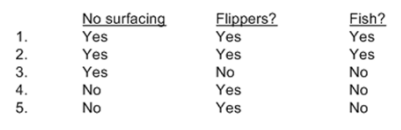 No surfacing Flippers? Fish?
1. Yes Yes Yes
2. Yes Yes Yes
3. Yes No No
4. No Yes No
5. No Yes No